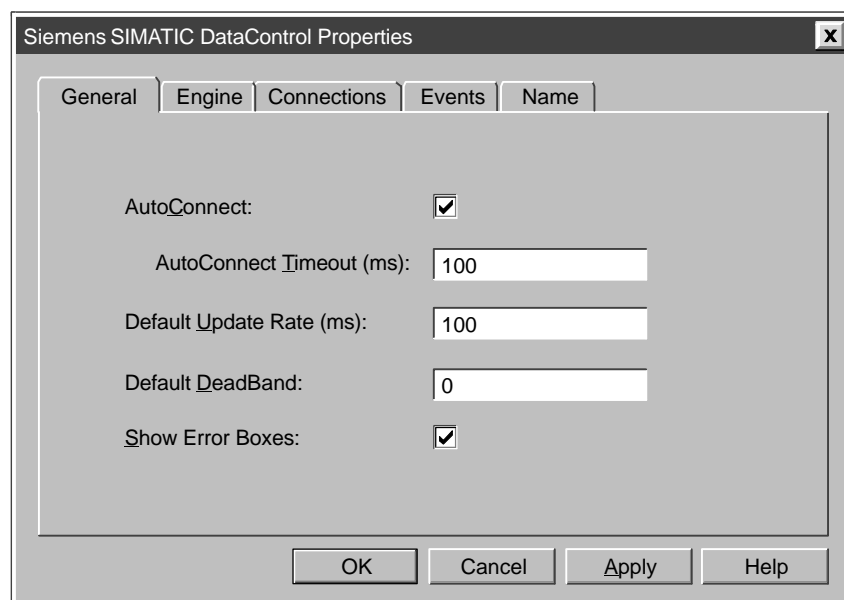 Siemens SIMATIC DataControl Properties
General Engine Connections Events Name
AutoConnect:
AutoConnect Timeout (ms): 100
Default Update Rate (ms): 100
Default DeadBand: 0
Show Error Boxes:
OK Cancel Apply Help